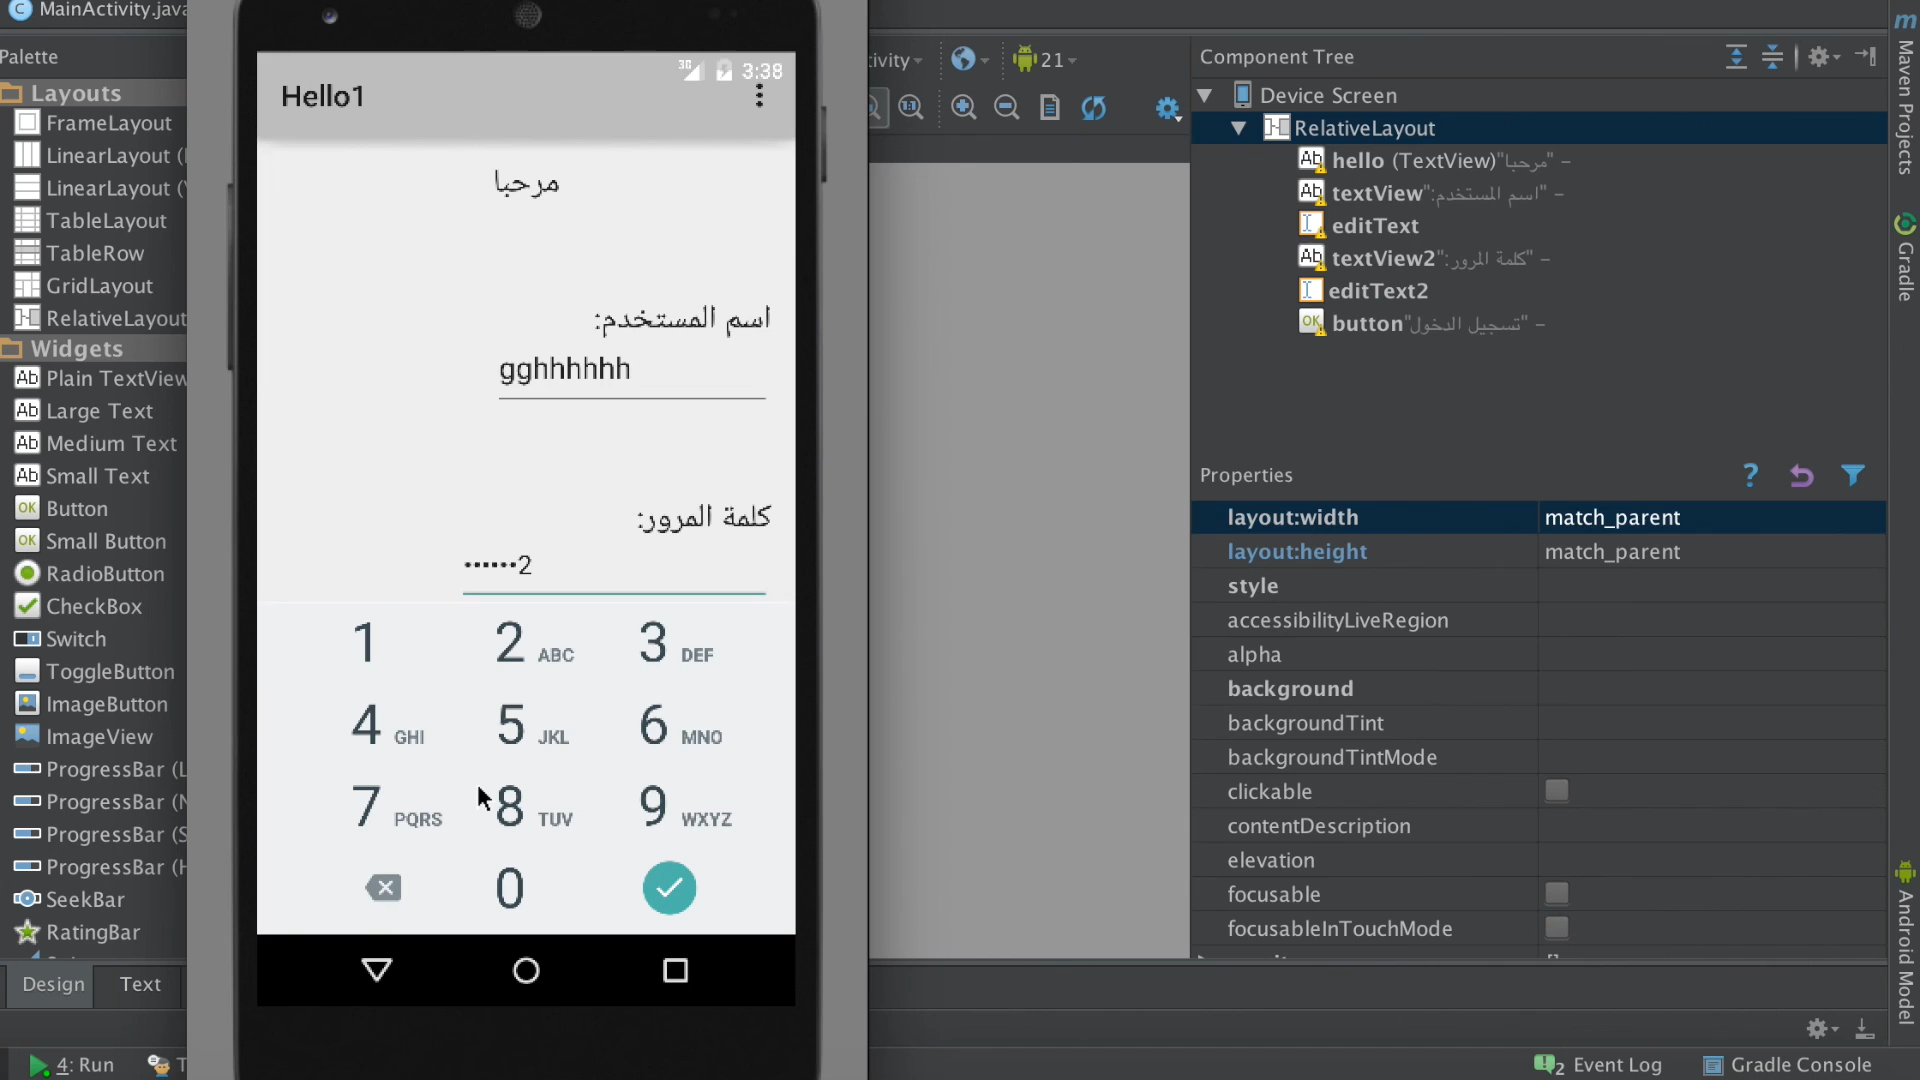 MainActivity.java
Palette
Layouts
FrameLayout
LinearLayout (
LinearLayout (
TableLayout
TableRow
GridLayout
RelativeLayout
Widgets
Plain TextView
Large Text
Medium Text
Small Text
Button
Small Button
RadioButton
CheckBox
Switch
ToggleButton
ImageButton
ImageView
ProgressBar (L
ProgressBar (N
ProgressBar (S
ProgressBar (H
SeekBar
RatingBar
Design Text
4: Run
3G 3:38
Hello1
مرحبا
اسم المستخدم:
gghhhhhh
كلمة المرور:
••••••2
1 2 ABC 3 DEF
4 GHI 5 JKL 6 MNO
7 PQRS 8 TUV 9 WXYZ
0
21
Component Tree
Device Screen
RelativeLayout
hello (TextView) – "مرحبا"
textView – "اسم المستخدم:"
editText
textView2 – "كلمة المرور:"
editText2
button – "تسجيل الدخول"
Properties
layout:width match_parent
layout:height match_parent
style
accessibilityLiveRegion
alpha
background
backgroundTint
backgroundTintMode
clickable
contentDescription
elevation
focusable
focusableInTouchMode
2 Event Log Gradle Console
m Maven Projects
Gradle
Android Model